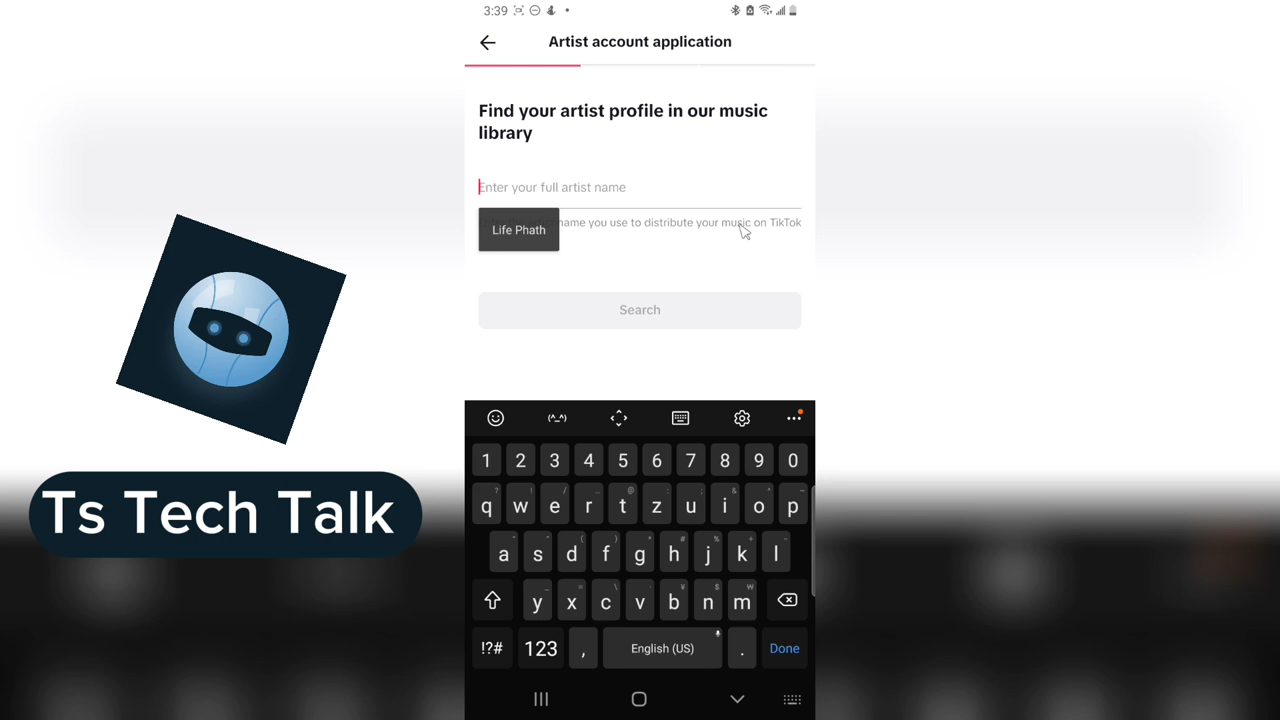 3:39
Artist account application
Find your artist profile in our music
library
Enter your full artist name
name you use to distribute your music on TikTok
Life Phath
Search
Ts Tech Talk
(^_^)
1 2 3 4 5 6 7 8 9 0
q w e r t z u i o p
a s d f g h j k l
y x c v b n m
!?# 123 , English (US) . Done